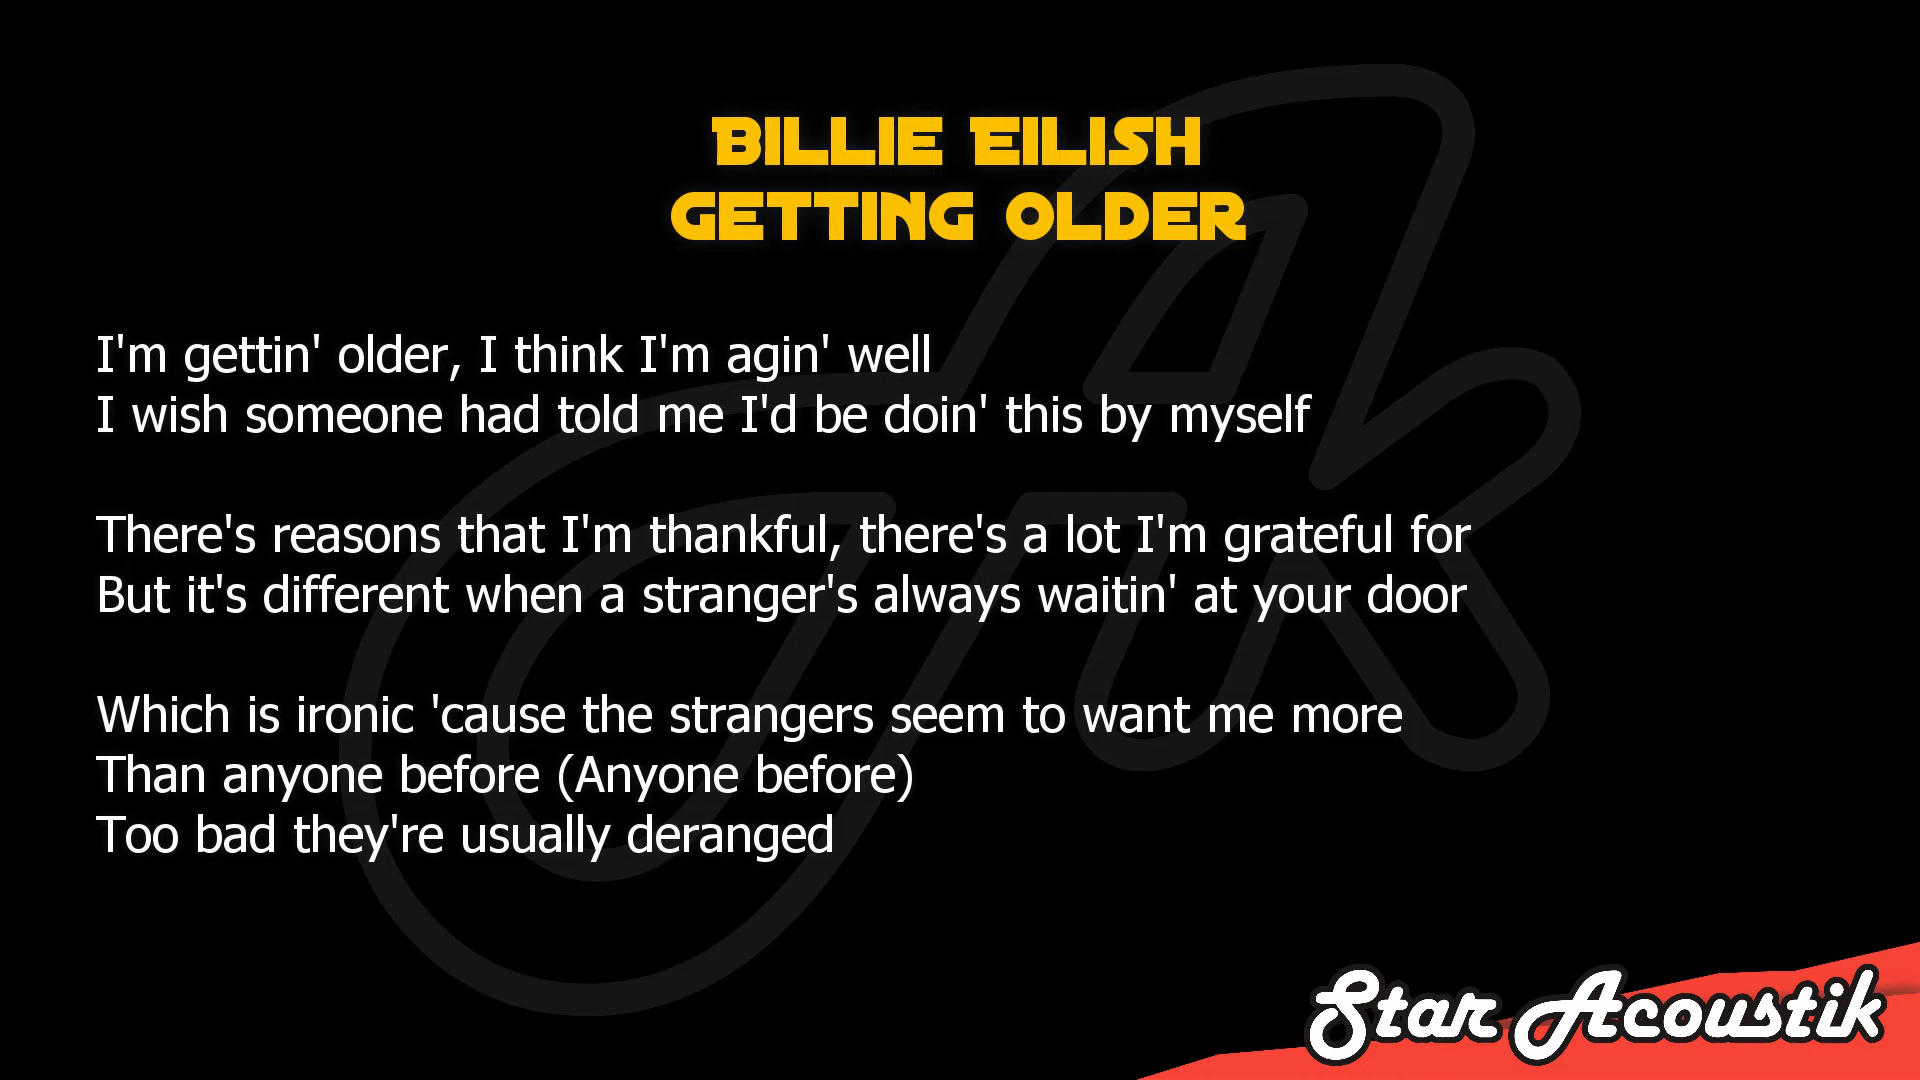 BILLIE EILISH
GETTING OLDER
I'm gettin' older, I think I'm agin' well
I wish someone had told me I'd be doin' this by myself
There's reasons that I'm thankful, there's a lot I'm grateful for
But it's different when a stranger's always waitin' at your door
Which is ironic 'cause the strangers seem to want me more
Than anyone before (Anyone before)
Too bad they're usually deranged
Star Acoustik